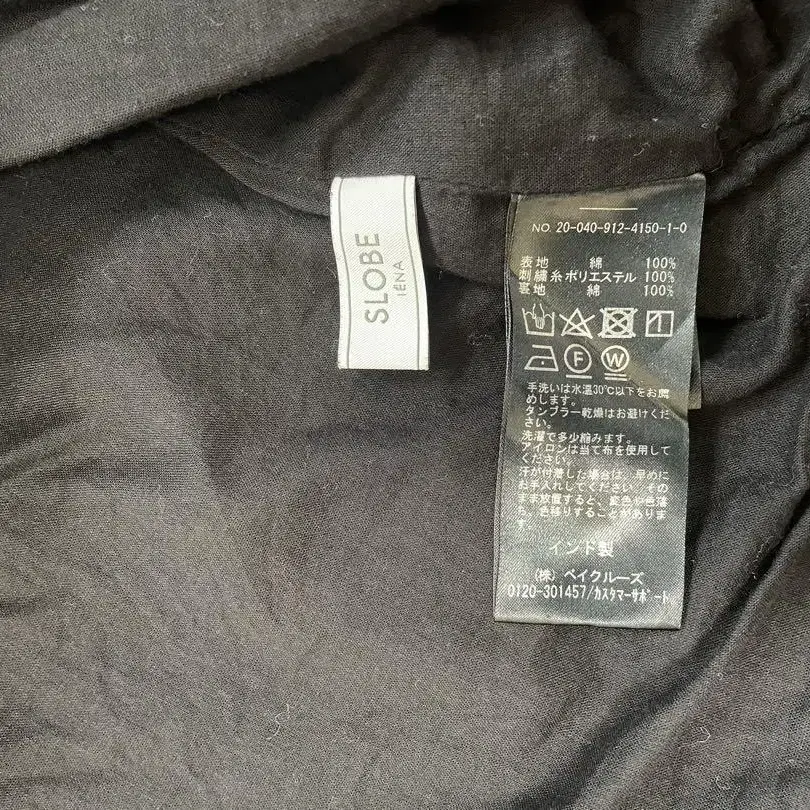 SLOBE
IÉNA
NO. 20-040-912-4150-1-0
表地 綿 100%
刺繍糸ポリエステル 100%
裏地 綿 100%
F
W
手洗いは水温30℃以下をお薦
めします。
タンブラー乾燥はお避けくださ
い。
洗濯で多少縮みます。
アイロンは当て布を使用して
ください。
汗が付着した場合は、早めに
お手入れしてください。その
まま放置すると、変色や色落
ち、色移りすることがありま
す。
インド製
(株) ベイクルーズ
0120-301457/カスタマーサポート